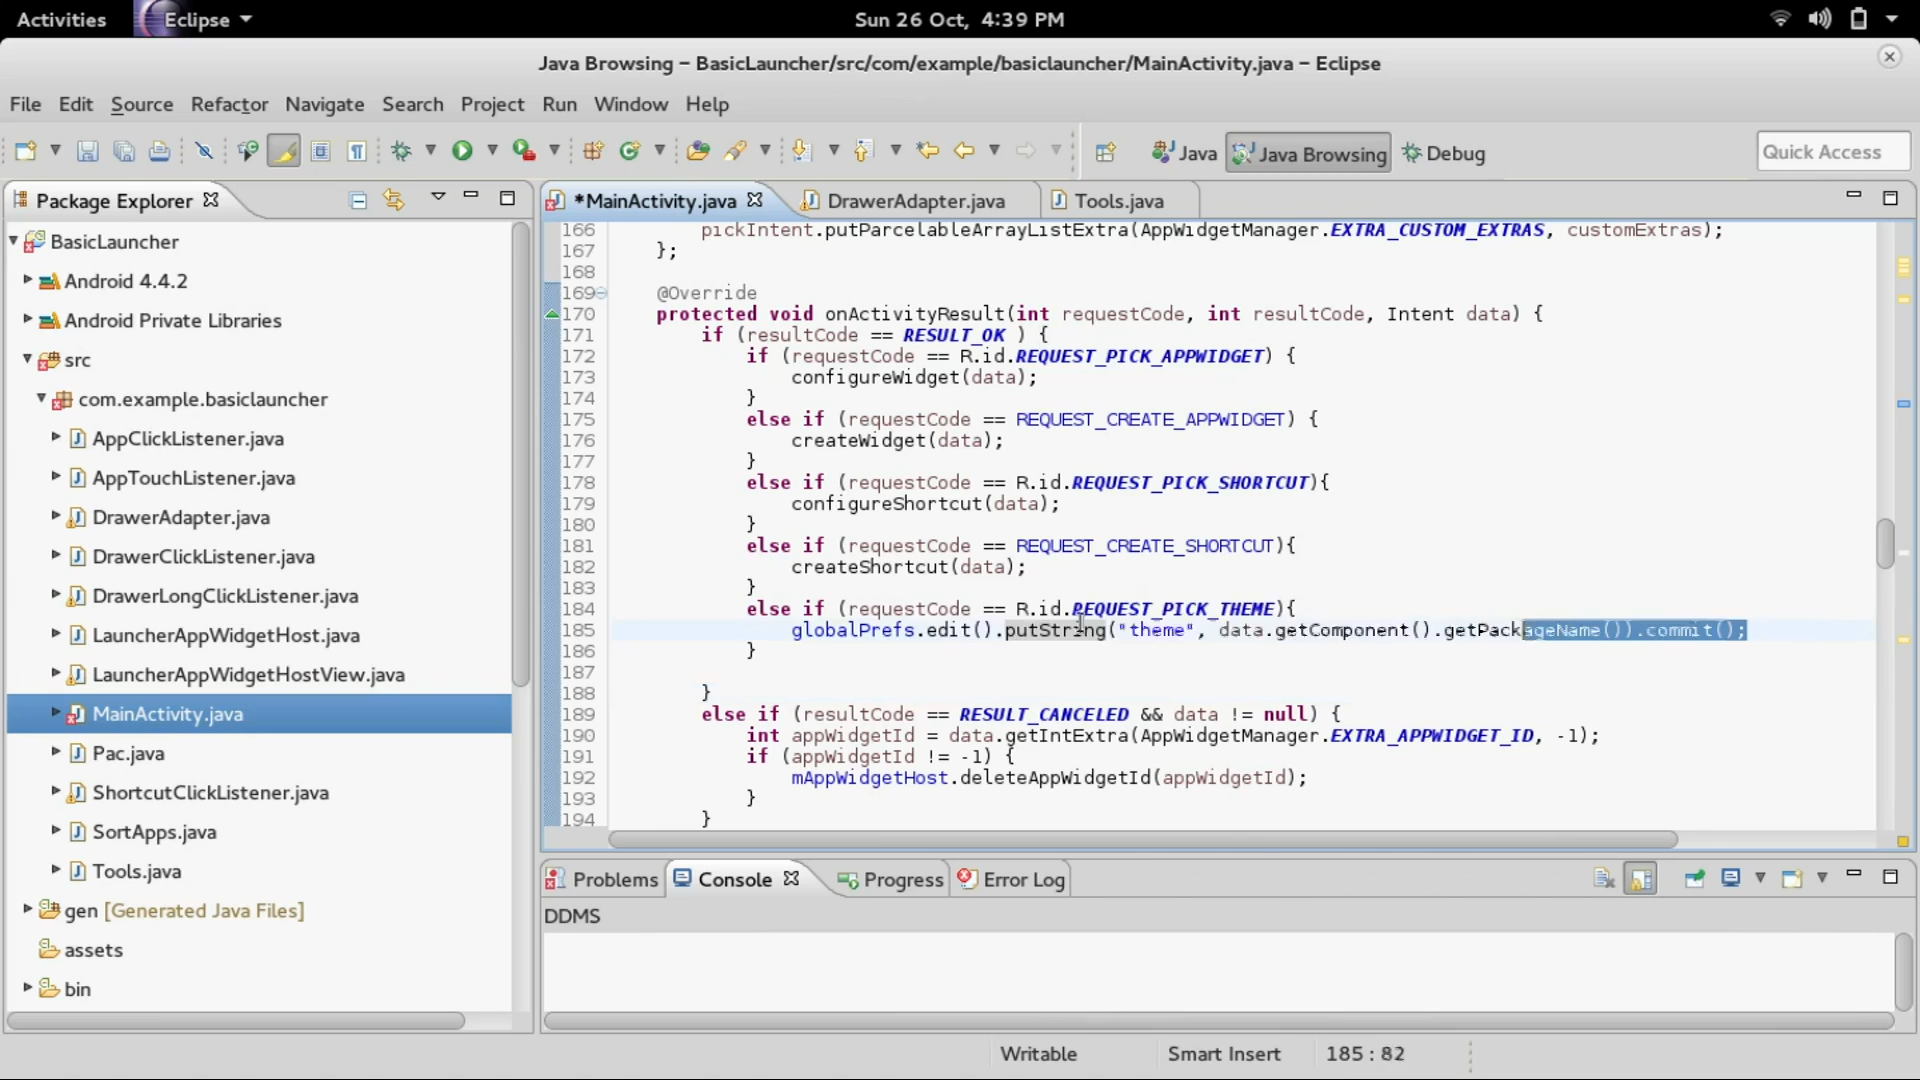 Activities Eclipse Sun 26 Oct, 4:39 PM
Java Browsing – BasicLauncher/src/com/example/basiclauncher/MainActivity.java – Eclipse
File Edit Source Refactor Navigate Search Project Run Window Help
Java Java Browsing Debug Quick Access
Package Explorer
BasicLauncher
Android 4.4.2
Android Private Libraries
src
com.example.basiclauncher
AppClickListener.java
AppTouchListener.java
DrawerAdapter.java
DrawerClickListener.java
DrawerLongClickListener.java
LauncherAppWidgetHost.java
LauncherAppWidgetHostView.java
MainActivity.java
Pac.java
ShortcutClickListener.java
SortApps.java
Tools.java
gen [Generated Java Files]
assets
bin
*MainActivity.java DrawerAdapter.java Tools.java
166 pickIntent.putParcelableArrayListExtra(AppWidgetManager.EXTRA_CUSTOM_EXTRAS, customExtras);
167 };
168
169 @Override
170 protected void onActivityResult(int requestCode, int resultCode, Intent data) {
171 if (resultCode == RESULT_OK ) {
172 if (requestCode == R.id.REQUEST_PICK_APPWIDGET) {
173 configureWidget(data);
174 }
175 else if (requestCode == REQUEST_CREATE_APPWIDGET) {
176 createWidget(data);
177 }
178 else if (requestCode == R.id.REQUEST_PICK_SHORTCUT){
179 configureShortcut(data);
180 }
181 else if (requestCode == REQUEST_CREATE_SHORTCUT){
182 createShortcut(data);
183 }
184 else if (requestCode == R.id.REQUEST_PICK_THEME){
185 globalPrefs.edit().putString("theme", data.getComponent().getPackageName()).commit();
186 }
187
188 }
189 else if (resultCode == RESULT_CANCELED && data != null) {
190 int appWidgetId = data.getIntExtra(AppWidgetManager.EXTRA_APPWIDGET_ID, -1);
191 if (appWidgetId != -1) {
192 mAppWidgetHost.deleteAppWidgetId(appWidgetId);
193 }
194 }
Problems Console Progress Error Log
DDMS
Writable Smart Insert 185 : 82